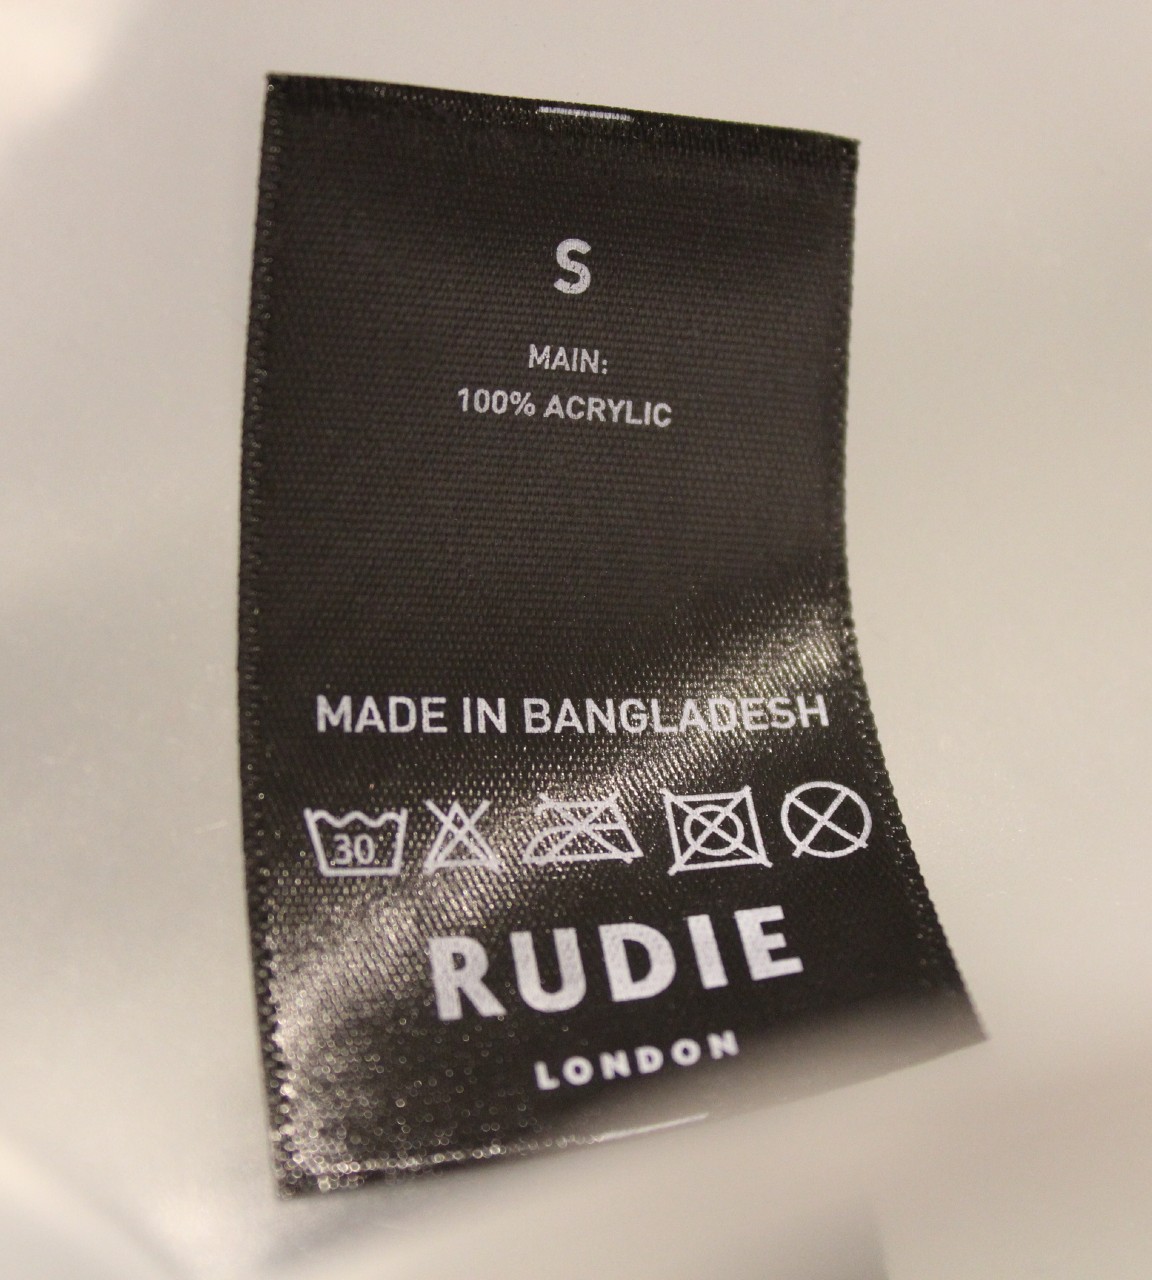 S
MAIN:
100% ACRYLIC
MADE IN BANGLADESH
30
RUDIE
LONDON